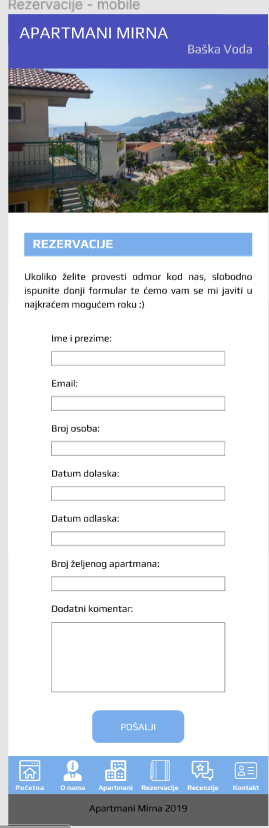 Rezervacije - mobile
APARTMANI MIRNA
Baška Voda
REZERVACIJE
Ukoliko želite provesti odmor kod nas, slobodno
ispunite donji formular te ćemo vam se mi javiti u
najkraćem mogućem roku :)
Ime i prezime:
Email:
Broj osoba:
Datum dolaska:
Datum odlaska:
Broj željenog apartmana:
Dodatni komentar:
POŠALJI
Početna O nama Apartmani Rezervacije Recenzije Kontakt
Apartmani Mirna 2019